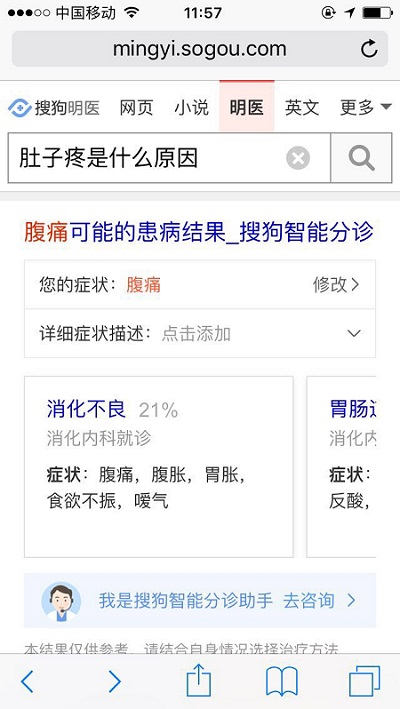 中国移动 11:57
mingyi.sogou.com
搜狗明医 网页 小说 明医 英文 更多
肚子疼是什么原因
腹痛可能的患病结果_搜狗智能分诊
您的症状：腹痛 修改
详细症状描述：点击添加
消化不良 21%
消化内科就诊
症状：腹痛，腹胀，胃胀，
食欲不振，嗳气
胃肠
消化内
症状：
反酸，
我是搜狗智能分诊助手 去咨询
本结果仅供参考，请结合自身情况选择治疗方法